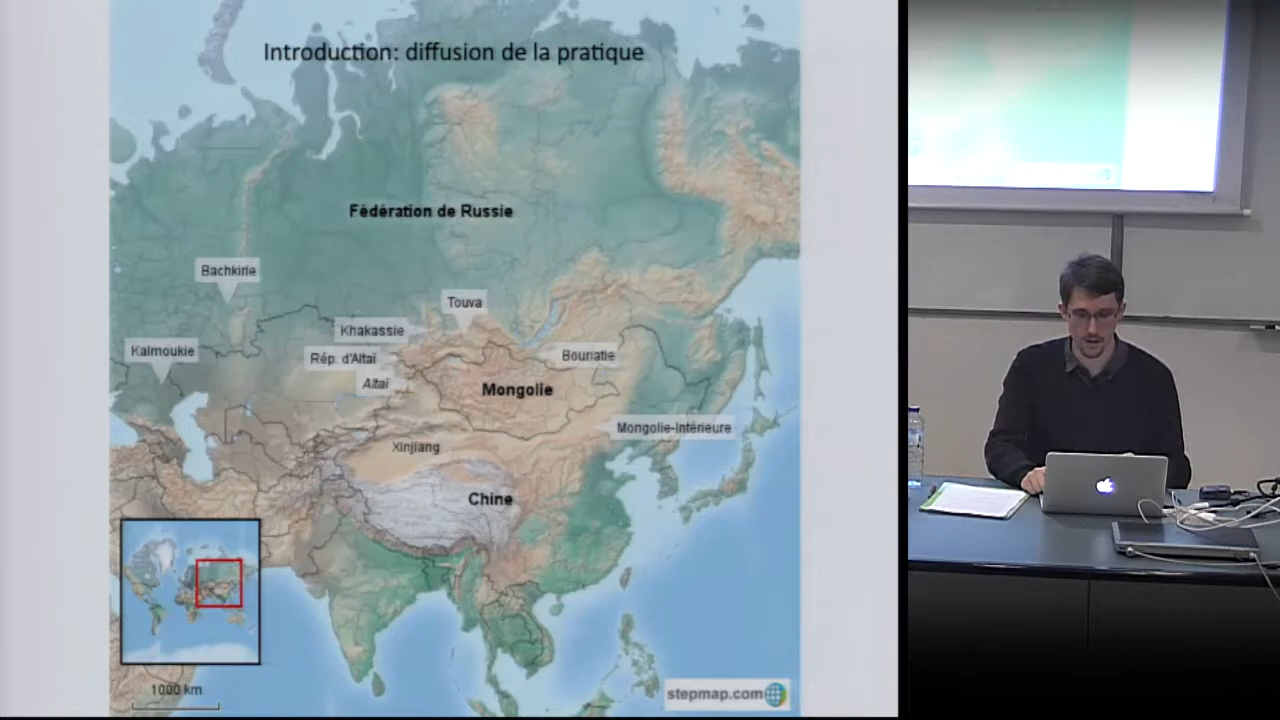 Introduction: diffusion de la pratique
Fédération de Russie
Bachkirie
Touva
Khakassie
Kalmoukie
Rép. d'Altaï
Bouriatie
Altaï
Mongolie
Mongolie-Intérieure
Xinjiang
Chine
1000 km
stepmap.com